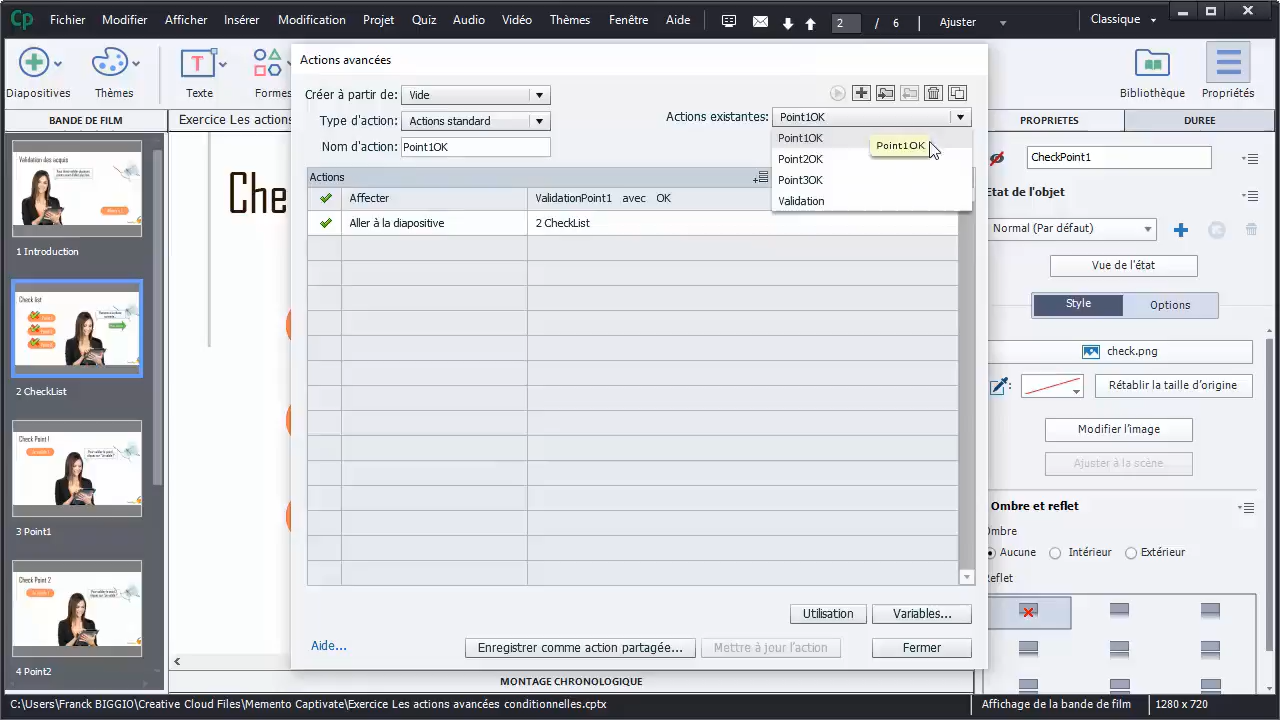 Cp Fichier Modifier Afficher Insérer Modification Projet Quiz Audio Vidéo Thèmes Fenêtre Aide 2 / 6 Ajuster Classique
Diapositives Thèmes Texte Formes Bibliothèque Propriétés
BANDE DE FILM
Exercice Les actions
PROPRIETES
DUREE
Validation des acquis
1 Introduction
Check list
2 CheckList
Check Point 1
3 Point1
Check Point 2
4 Point2
Che
Actions avancées
Créer à partir de: Vide
Type d'action: Actions standard
Nom d'action: Point1OK
Actions existantes: Point1OK
Point1OK
Point2OK
Point3OK
Validation
Point1OK
Actions
Affecter ValidationPoint1 avec OK
Aller à la diapositive 2 CheckList
Utilisation Variables...
Aide... Enregistrer comme action partagée... Mettre à jour l'action Fermer
CheckPoint1
Etat de l'objet
Normal (Par défaut)
Vue de l'état
Style Options
check.png
Rétablir la taille d'origine
Modifier l'image
Ajuster à la scène
Ombre et reflet
Ombre
Aucune Intérieur Extérieur
Reflet
MONTAGE CHRONOLOGIQUE
C:\Users\Franck BIGGIO\Creative Cloud Files\Memento Captivate\Exercice Les actions avancées conditionnelles.cptx
Affichage de la bande de film 1280 x 720